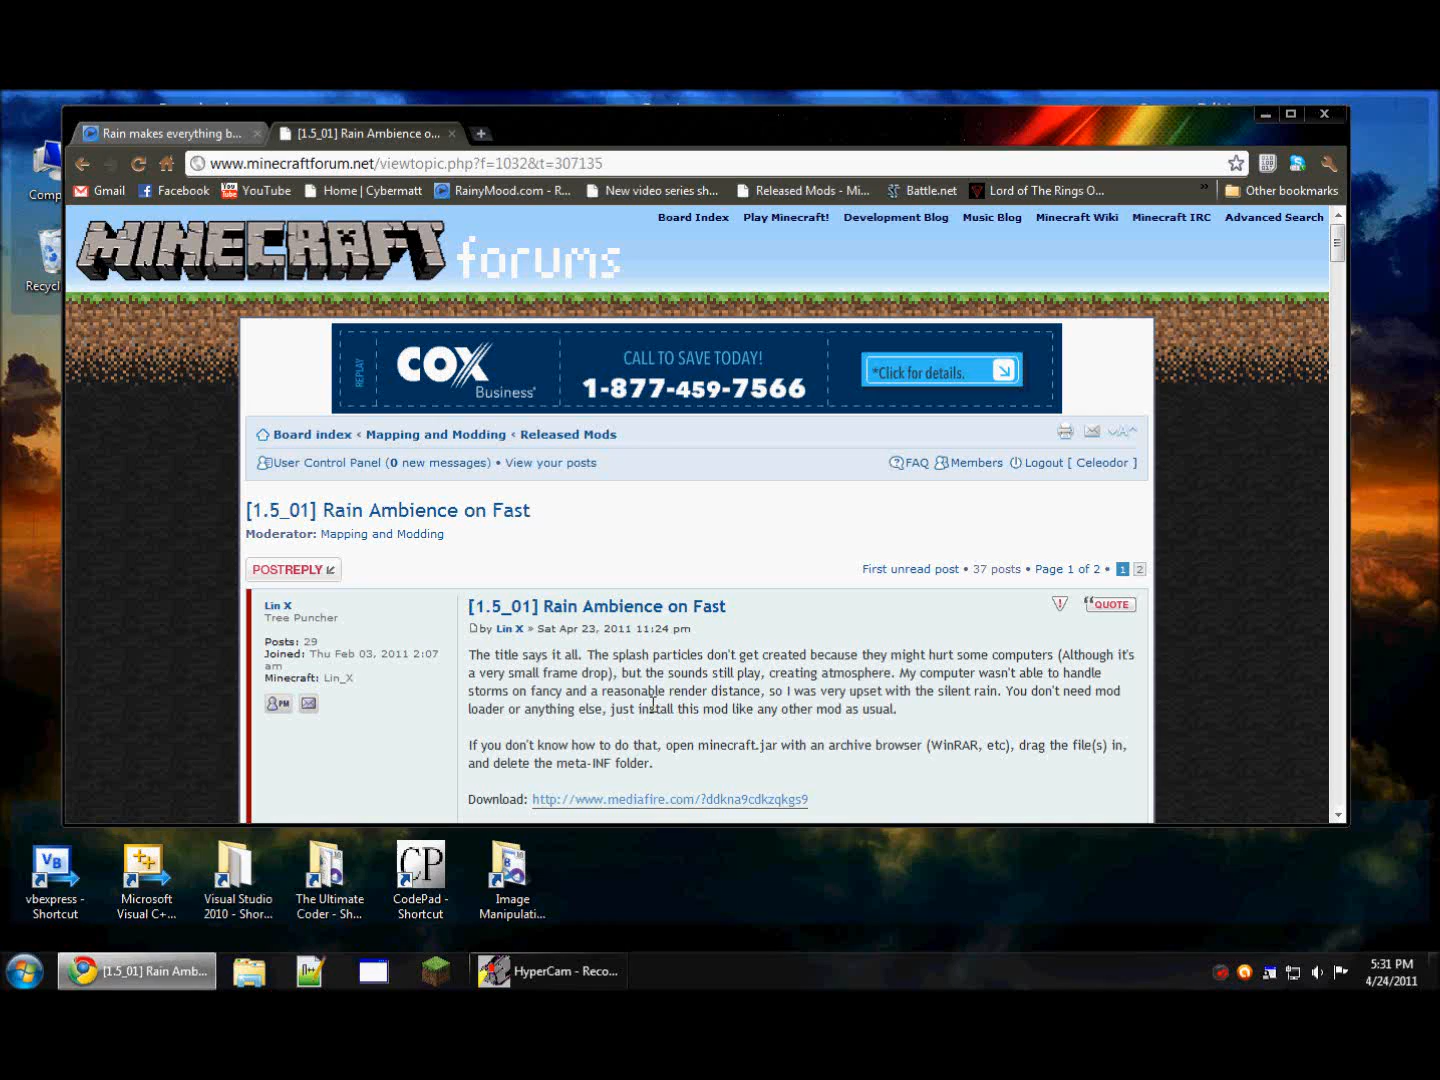 Rain makes everything b...
[1.5_01] Rain Ambience o...
www.minecraftforum.net/viewtopic.php?f=1032&t=307135
Gmail
Facebook
YouTube
Home | Cybermatt
RainyMood.com - R...
New video series sh...
Released Mods - Mi...
Battle.net
Lord of The Rings O...
»
Other bookmarks
Board Index Play Minecraft! Development Blog Music Blog Minecraft Wiki Minecraft IRC Advanced Search
MINECRAFT forums
REPLAY
COX
Business®
CALL TO SAVE TODAY!
1-877-459-7566
*Click for details.
Board index ‹ Mapping and Modding ‹ Released Mods
User Control Panel (0 new messages) • View your posts
FAQ Members Logout [ Celeodor ]
[1.5_01] Rain Ambience on Fast
Moderator: Mapping and Modding
POSTREPLY
First unread post • 37 posts • Page 1 of 2 • 1 2
Lin X
Tree Puncher
Posts: 29
Joined: Thu Feb 03, 2011 2:07
am
Minecraft: Lin_X
PM
[1.5_01] Rain Ambience on Fast
QUOTE
by Lin X » Sat Apr 23, 2011 11:24 pm
The title says it all. The splash particles don't get created because they might hurt some computers (Although it's
a very small frame drop), but the sounds still play, creating atmosphere. My computer wasn't able to handle
storms on fancy and a reasonable render distance, so I was very upset with the silent rain. You don't need mod
loader or anything else, just install this mod like any other mod as usual.
If you don't know how to do that, open minecraft.jar with an archive browser (WinRAR, etc), drag the file(s) in,
and delete the meta-INF folder.
Download: http://www.mediafire.com/?ddkna9cdkzqkgs9
Comp
Recycl
vbexpress -
Shortcut
Microsoft
Visual C+...
Visual Studio
2010 - Shor...
The Ultimate
Coder - Sh...
CP
CodePad -
Shortcut
Image
Manipulati...
[1.5_01] Rain Amb...
HyperCam - Reco...
5:31 PM
4/24/2011